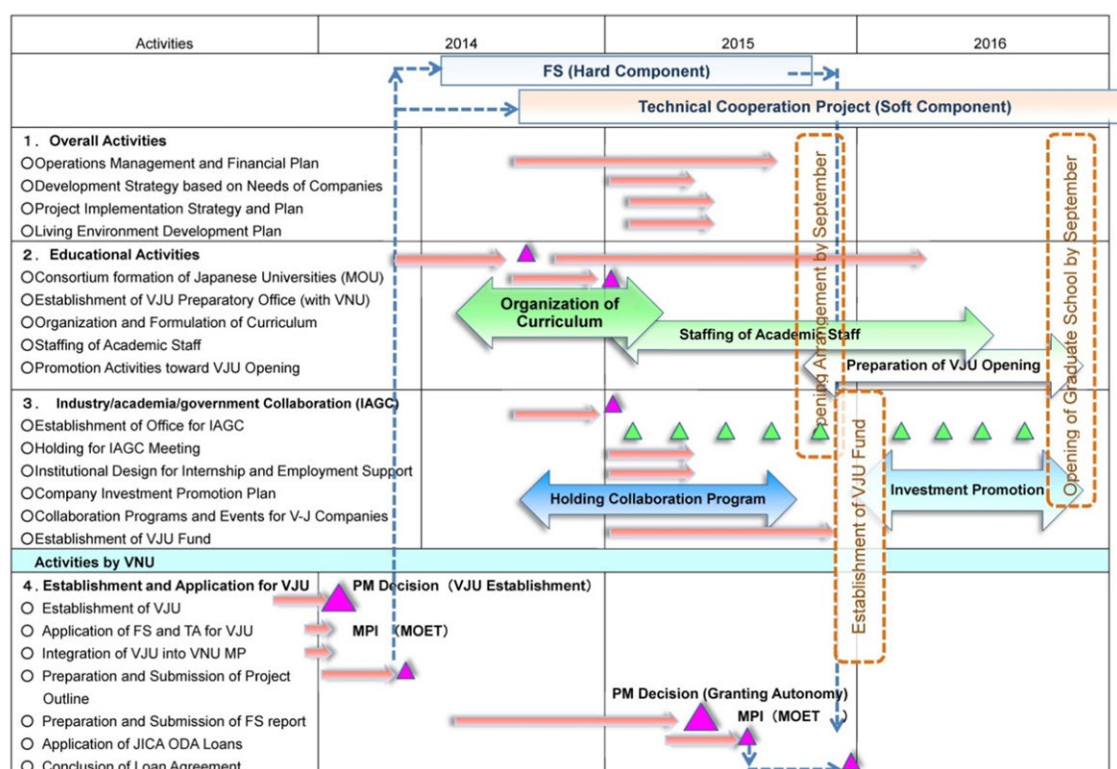 Activities 2014 2015 2016
FS (Hard Component)
Technical Cooperation Project (Soft Component)
1. Overall Activities
○Operations Management and Financial Plan
○Development Strategy based on Needs of Companies
○Project Implementation Strategy and Plan
○Living Environment Development Plan
2. Educational Activities
○Consortium formation of Japanese Universities (MOU)
○Establishment of VJU Preparatory Office (with VNU)
○Organization and Formulation of Curriculum
○Staffing of Academic Staff
○Promotion Activities toward VJU Opening
Organization of
Curriculum
Staffing of Academic Staff
Preparation of VJU Opening
Opening Arrangement by September
Opening of Graduate School by September
3. Industry/academia/government Collaboration (IAGC)
○Establishment of Office for IAGC
○Holding for IAGC Meeting
○Institutional Design for Internship and Employment Support
○Company Investment Promotion Plan
○Collaboration Programs and Events for V-J Companies
○Establishment of VJU Fund
Holding Collaboration Program
Investment Promotion
Establishment of VJU Fund
Activities by VNU
4. Establishment and Application for VJU
○ Establishment of VJU
○ Application of FS and TA for VJU
○ Integration of VJU into VNU MP
○ Preparation and Submission of Project
Outline
○ Preparation and Submission of FS report
○ Application of JICA ODA Loans
○ Conclusion of Loan Agreement
PM Decision (VJU Establishment)
MPI (MOET)
PM Decision (Granting Autonomy)
MPI (MOET )